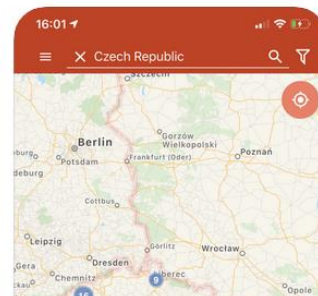 16:01
Czech Republic
Szczecin
Berlin
Gorzów
Wielkopolski
Potsdam
Frankfurt (Oder)
Poznań
deburg
Cottbus
Leipzig
Görlitz
Wrocław
Gera
Dresden
Liberec
Chemnitz
9
Opole
16